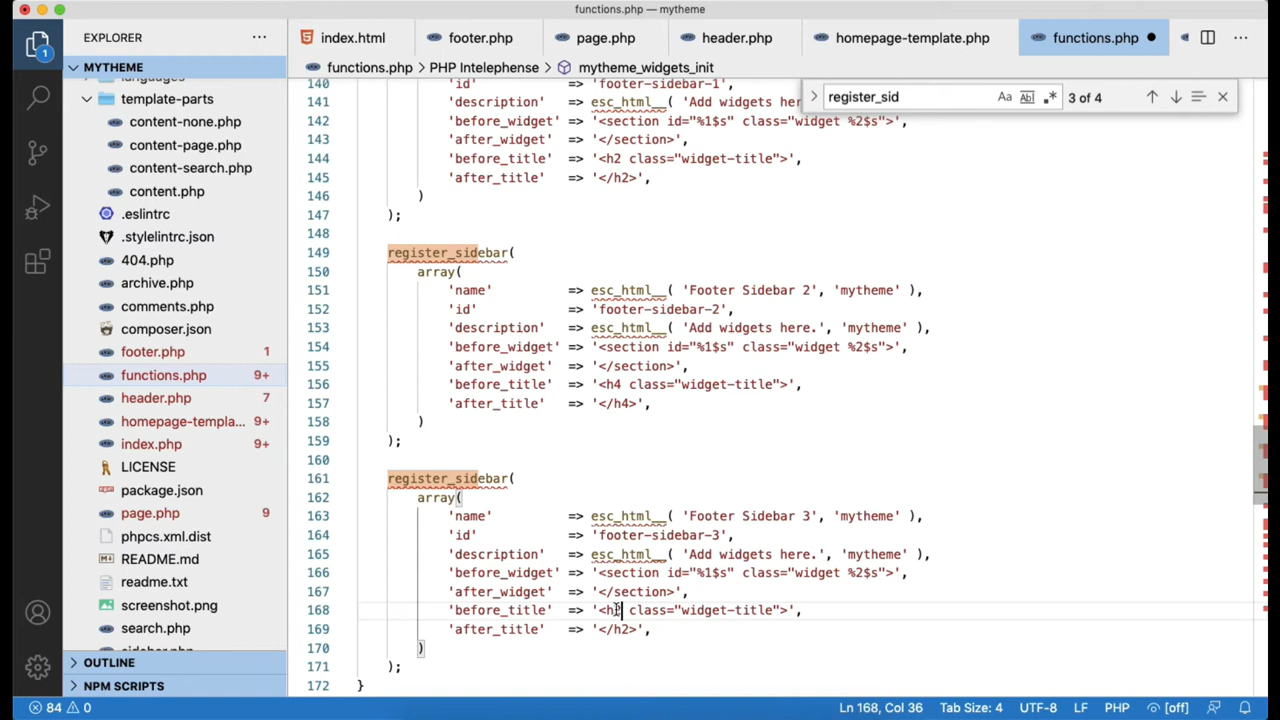 functions.php — mytheme
EXPLORER
index.html
footer.php
page.php
header.php
homepage-template.php
functions.php
MYTHEME
functions.php > PHP Intelephense > mytheme_widgets_init
register_sid
Aa
Abl
.*
3 of 4
1
template-parts
content-none.php
content-page.php
content-search.php
content.php
.eslintrc
.stylelintrc.json
404.php
archive.php
comments.php
composer.json
footer.php 1
functions.php 9+
header.php 7
homepage-templa... 9+
index.php 9+
LICENSE
package.json
page.php 9
phpcs.xml.dist
README.md
readme.txt
screenshot.png
search.php
OUTLINE
NPM SCRIPTS
140 'id' => 'footer-sidebar-1',
141 'description' => esc_html__( 'Add widgets her
142 'before_widget' => '<section id="%1$s" class="widget %2$s">',
143 'after_widget' => '</section>',
144 'before_title' => '<h2 class="widget-title">',
145 'after_title' => '</h2>',
146 )
147 );
148
149 register_sidebar(
150 array(
151 'name' => esc_html__( 'Footer Sidebar 2', 'mytheme' ),
152 'id' => 'footer-sidebar-2',
153 'description' => esc_html__( 'Add widgets here.', 'mytheme' ),
154 'before_widget' => '<section id="%1$s" class="widget %2$s">',
155 'after_widget' => '</section>',
156 'before_title' => '<h4 class="widget-title">',
157 'after_title' => '</h4>',
158 )
159 );
160
161 register_sidebar(
162 array(
163 'name' => esc_html__( 'Footer Sidebar 3', 'mytheme' ),
164 'id' => 'footer-sidebar-3',
165 'description' => esc_html__( 'Add widgets here.', 'mytheme' ),
166 'before_widget' => '<section id="%1$s" class="widget %2$s">',
167 'after_widget' => '</section>',
168 'before_title' => class="widget-title">',
169 'after_title' => '</h2>',
170 )
171 );
172 }
84 0
Ln 168, Col 36
Tab Size: 4
UTF-8
LF
PHP
[off]